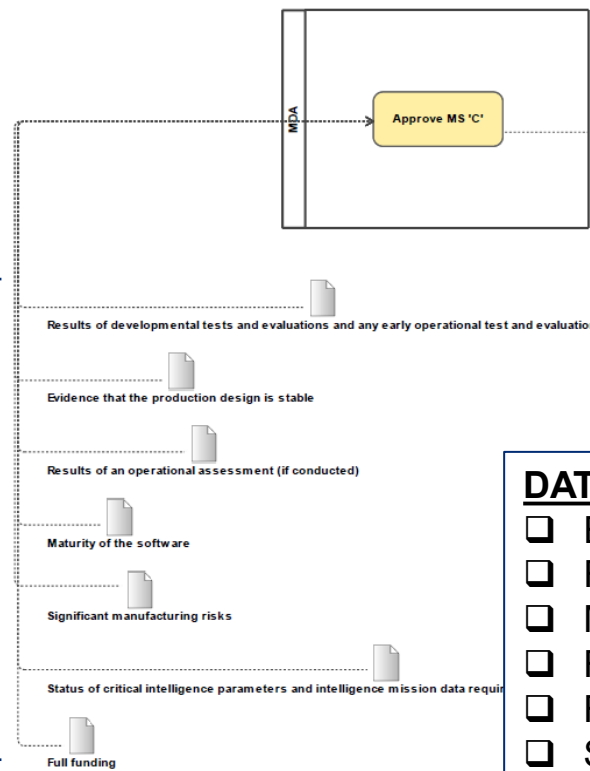 MDA
Approve MS 'C'
Results of developmental tests and evaluations and any early operational test and evaluatio
Evidence that the production design is stable
Results of an operational assessment (if conducted)
Maturity of the software
Significant manufacturing risks
Status of critical intelligence parameters and intelligence mission data requir
Full funding
DAT